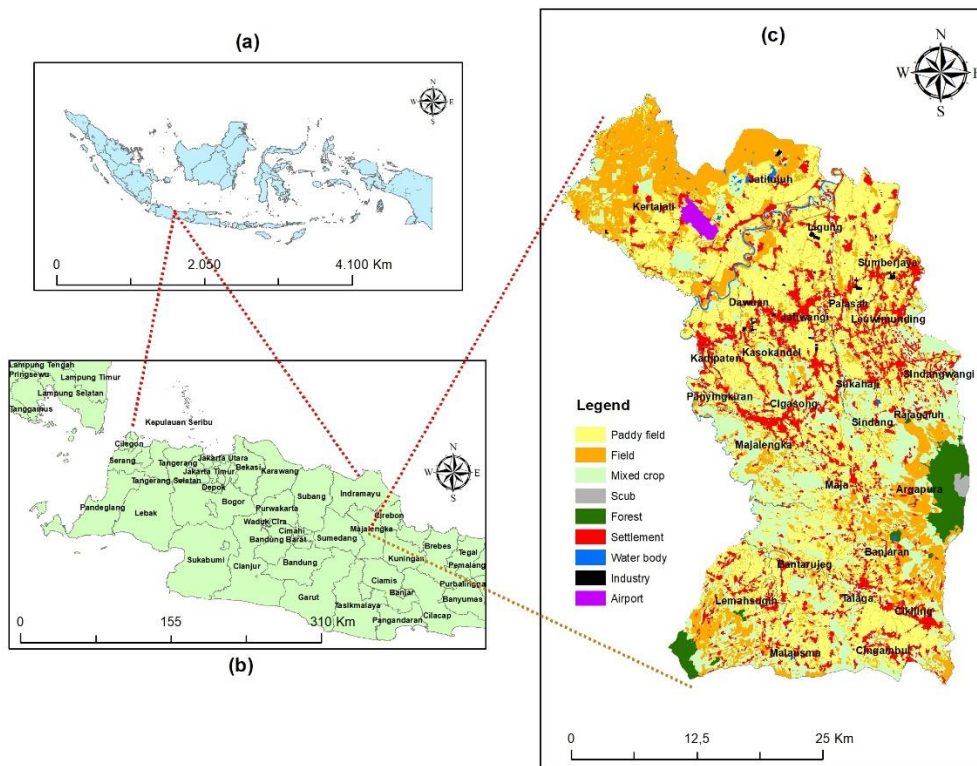 (a)
N
W E
S
0 2.050 4.100 Km
Lampung Tengah
Pringsewu
Lampung Timur
Lampung Selatan
Tanggamus
Kepulauan Seribu
Cilegon
Serang
Tangerang
Jakarta Utara
Jakarta Timur
Bekasi
Karawang
Tangerang Selatan
Depok
Pandeglang
Lebak
Bogor
Subang
Indramayu
Purwakarta
Cirebon
Waduk Cira
Cimahi
Majalengka
Bandung Barat
Sumedang
Sukabumi
Cianjur
Bandung
Kuningan
Brebes
Tegal
Pemalang
Garut
Ciamis
Banjar
Purbalingga
Tasikmalaya
Banyumas
Pangandaran
Cilacap
N
W E
S
0 155 310 Km
(b)
(c)
N
W E
S
Jatitujuh
Kertajati
Ligung
Sumberjaya
Dawuan
Palasah
Jatiwangi
Leuwimunding
Kadipaten
Kasokandel
Sindangwangi
Sukahaji
Panyingkiran
Cigasong
Rajagaluh
Sindang
Majalengka
Maja
Argapura
Banjaran
Bantarujeg
Lemahsugih
Talaga
Cikijing
Malausma
Cingambul
Legend
Paddy field
Field
Mixed crop
Scub
Forest
Settlement
Water body
Industry
Airport
0 12,5 25 Km